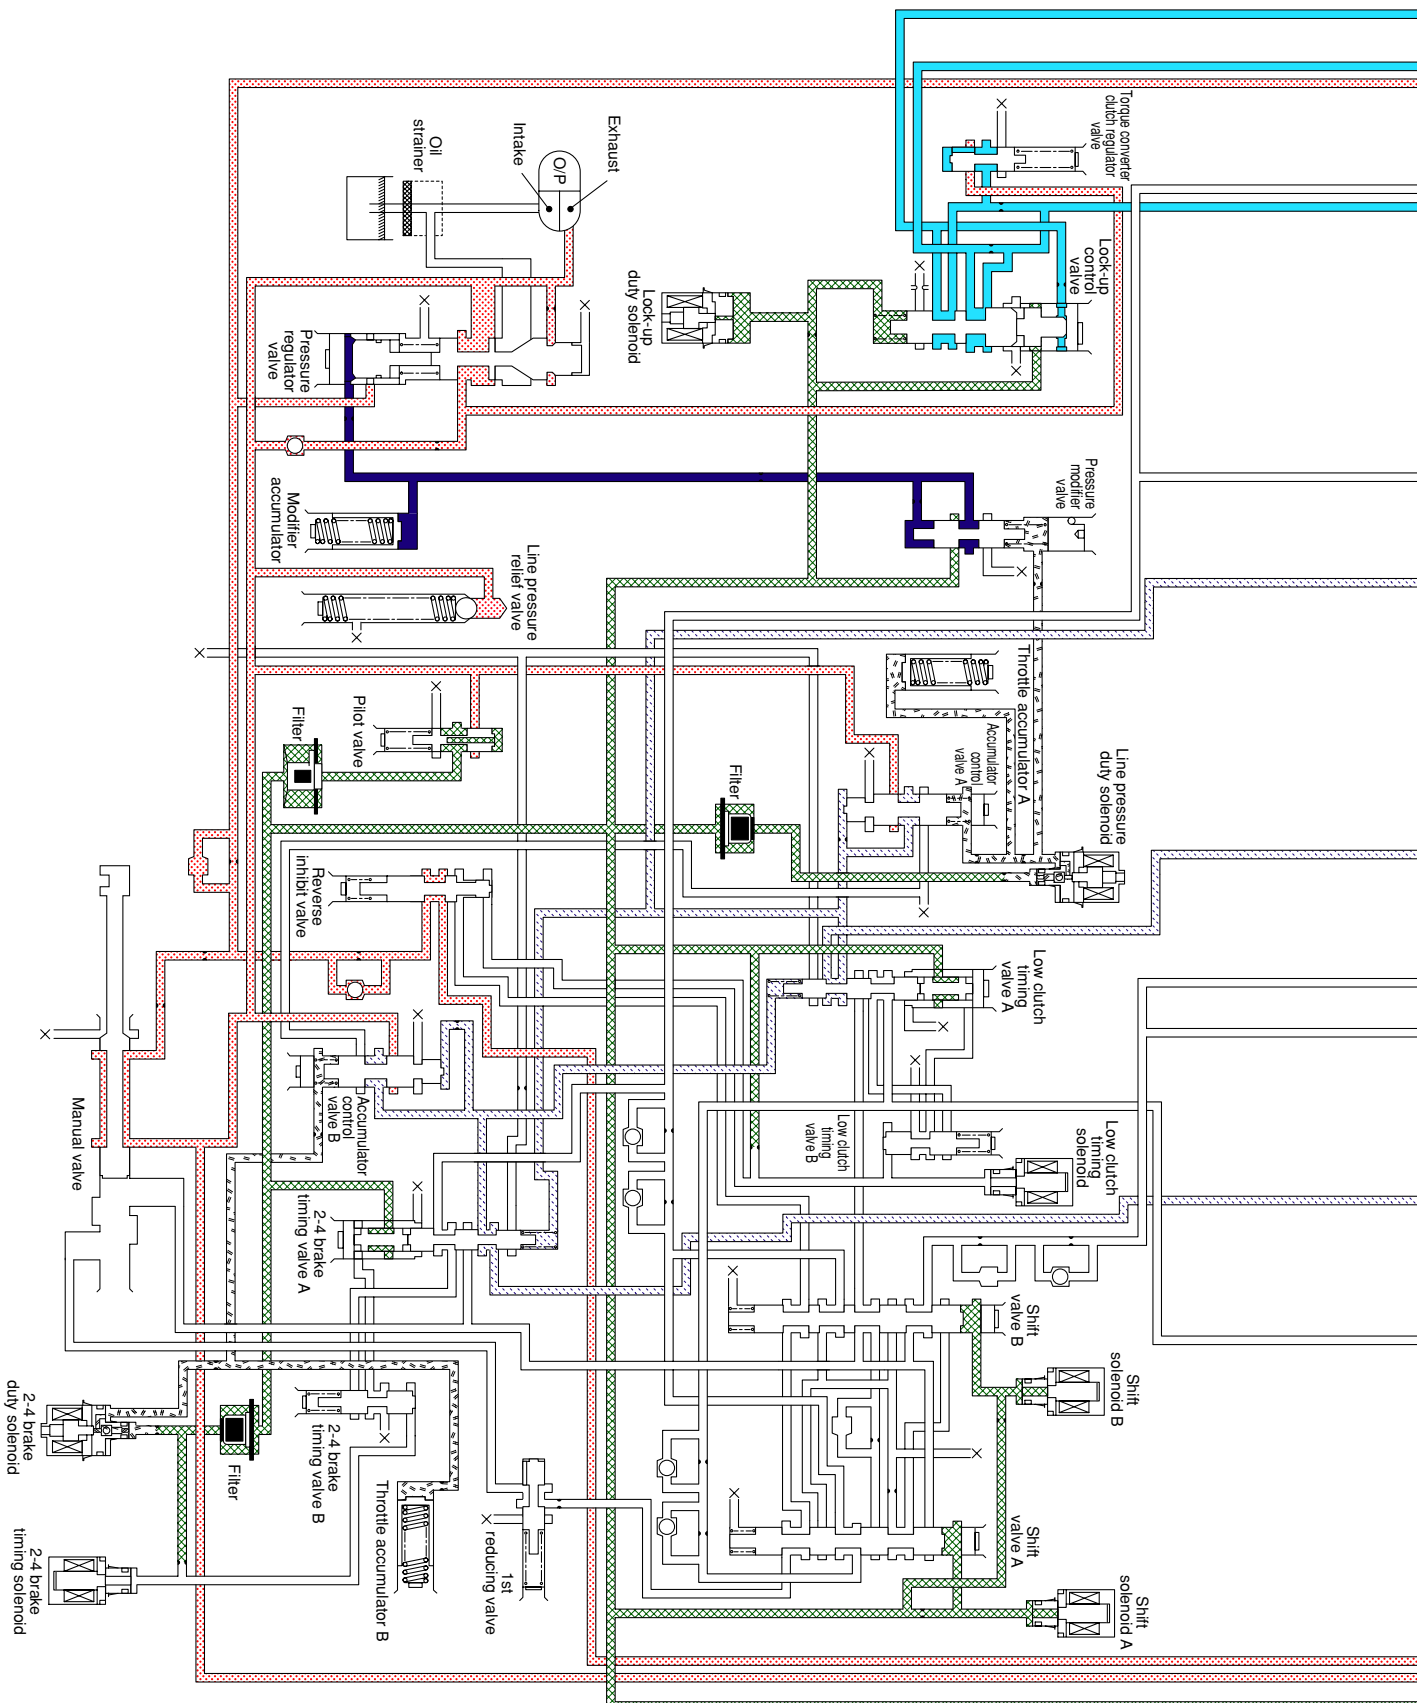 Torque converter
clutch regulator
valve
Exhaust
Intake
O/P
Oil
strainer
Lock-up
control
valve
Lock-up
duty solenoid
Pressure
regulator
valve
Pressure
modifier
valve
Modifier
accumulator
Line pressure
relief valve
Throttle accumulator A
Pilot valve
Filter
Accumulator
control
valve A
Line pressure
duty solenoid
Filter
Reverse
inhibit valve
Low clutch
timing
valve A
Manual valve
Accumulator
control
valve B
Low clutch
timing
valve B
Low clutch
timing
solenoid
2-4 brake
timing valve A
Shift
valve B
Shift
solenoid B
2-4 brake
duty solenoid
Filter
2-4 brake
timing valve B
Throttle accumulator B
1st
reducing valve
Shift
valve A
Shift
solenoid A
2-4 brake
timing solenoid